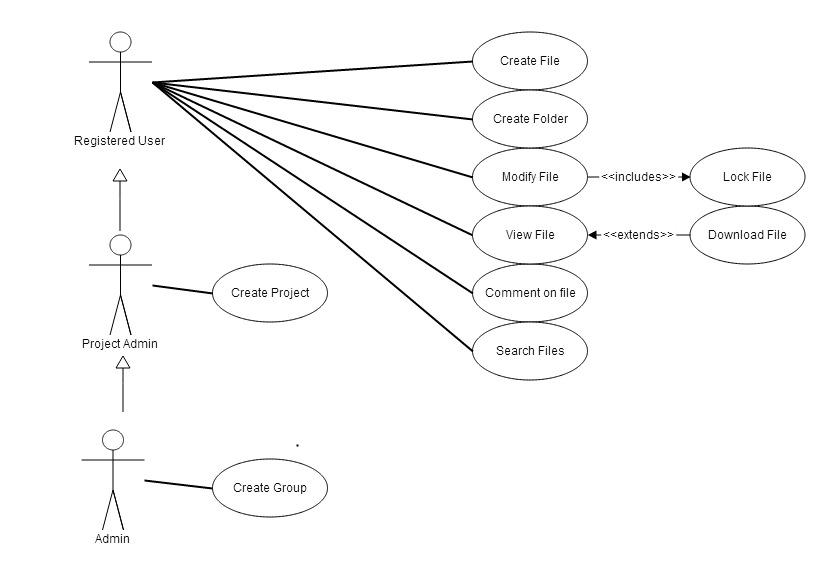 Create File
Create Folder
Registered User
Modify File
<<includes>>
Lock File
View File
<<extends>>
Download File
Create Project
Comment on file
Project Admin
Search Files
Create Group
Admin